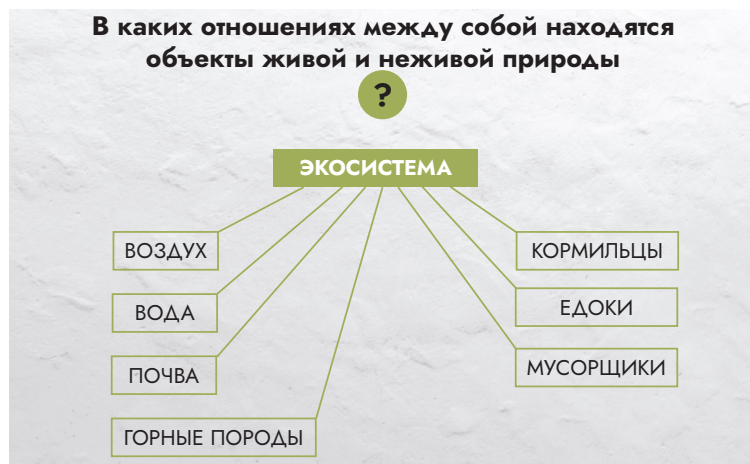 В каких отношениях между собой находятся
объекты живой и неживой природы
?
ЭКОСИСТЕМА
ВОЗДУХ
ВОДА
ПОЧВА
ГОРНЫЕ ПОРОДЫ
КОРМИЛЬЦЫ
ЕДОКИ
МУСОРЩИКИ